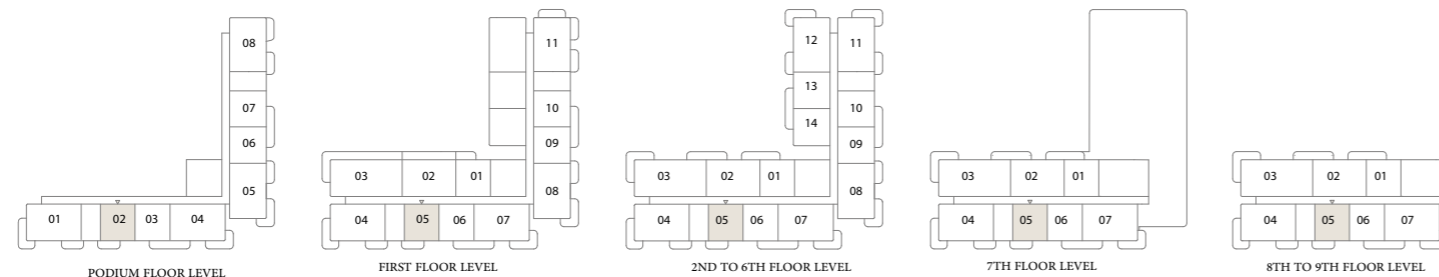 08
07
06
05
01 02 03 04
PODIUM FLOOR LEVEL
11
10
09
03 02 01
08
04 05 06 07
FIRST FLOOR LEVEL
12 11
13
10
14
09
03 02 01
08
04 05 06 07
2ND TO 6TH FLOOR LEVEL
03 02 01
04 05 06 07
7TH FLOOR LEVEL
03 02 01
04 05 06 07
8TH TO 9TH FLOOR LEVEL